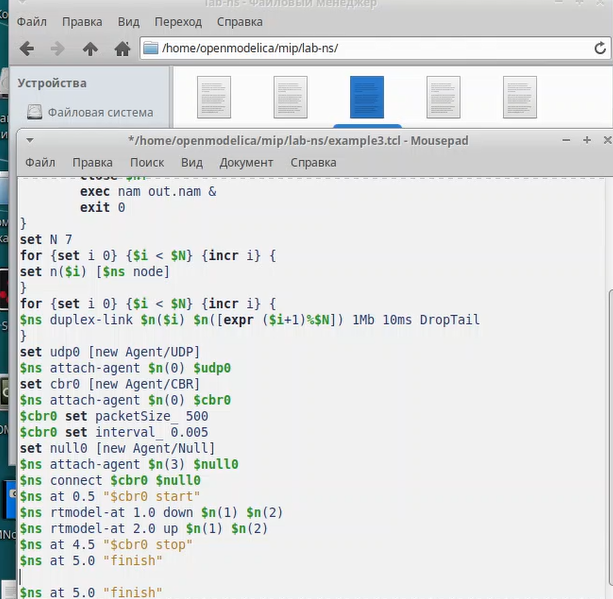 lab-ns - Файловый менеджер
Файл Правка Вид Переход Справка
/home/openmodelica/mip/lab-ns/
Устройства
Файловая система
*/home/openmodelica/mip/lab-ns/example3.tcl - Mousepad
Файл Правка Поиск Вид Документ Справка
close $nf
exec nam out.nam &
exit 0
}
set N 7
for {set i 0} {$i < $N} {incr i} {
set n($i) [$ns node]
}
for {set i 0} {$i < $N} {incr i} {
$ns duplex-link $n($i) $n([expr ($i+1)%$N]) 1Mb 10ms DropTail
}
set udp0 [new Agent/UDP]
$ns attach-agent $n(0) $udp0
set cbr0 [new Agent/CBR]
$ns attach-agent $n(0) $cbr0
$cbr0 set packetSize_ 500
$cbr0 set interval_ 0.005
set null0 [new Agent/Null]
$ns attach-agent $n(3) $null0
$ns connect $cbr0 $null0
$ns at 0.5 "$cbr0 start"
$ns rtmodel-at 1.0 down $n(1) $n(2)
$ns rtmodel-at 2.0 up $n(1) $n(2)
$ns at 4.5 "$cbr0 stop"
$ns at 5.0 "finish"
$ns at 5.0 "finish"